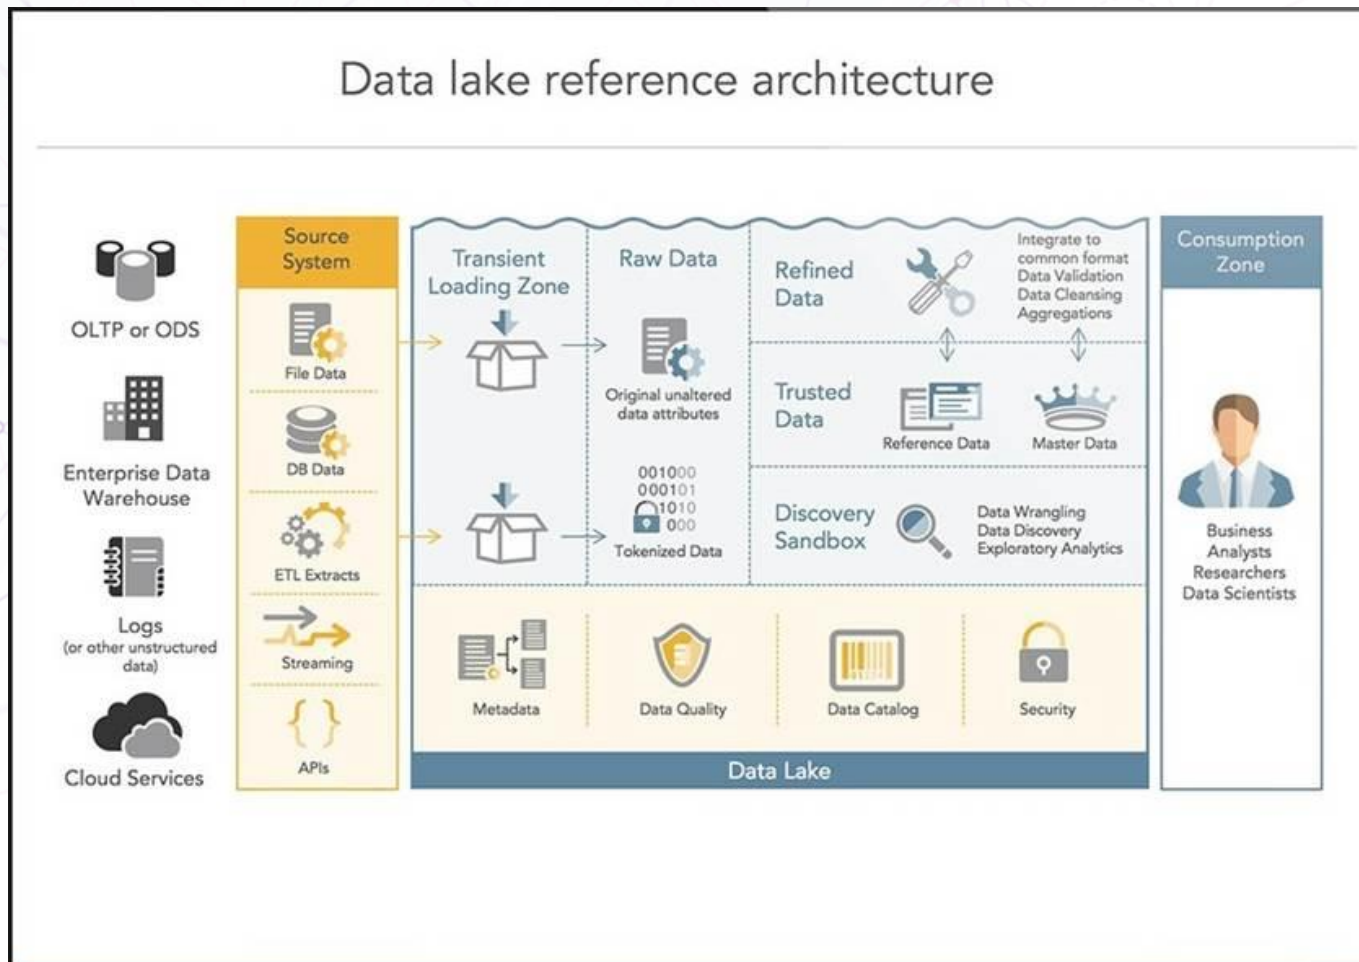 Data lake reference architecture
OLTP or ODS
Enterprise Data
Warehouse
Logs
(or other unstructured
data)
Cloud Services
Source
System
File Data
DB Data
ETL Extracts
Streaming
{ }
APIs
Transient
Loading Zone
Raw Data
Original unaltered
data attributes
001000
000101
1010
000
Tokenized Data
Refined
Data
Integrate to
common format
Data Validation
Data Cleansing
Aggregations
Trusted
Data
Reference Data
Master Data
Discovery
Sandbox
Data Wrangling
Data Discovery
Exploratory Analytics
Metadata
Data Quality
Data Catalog
Security
Data Lake
Consumption
Zone
Business
Analysts
Researchers
Data Scientists